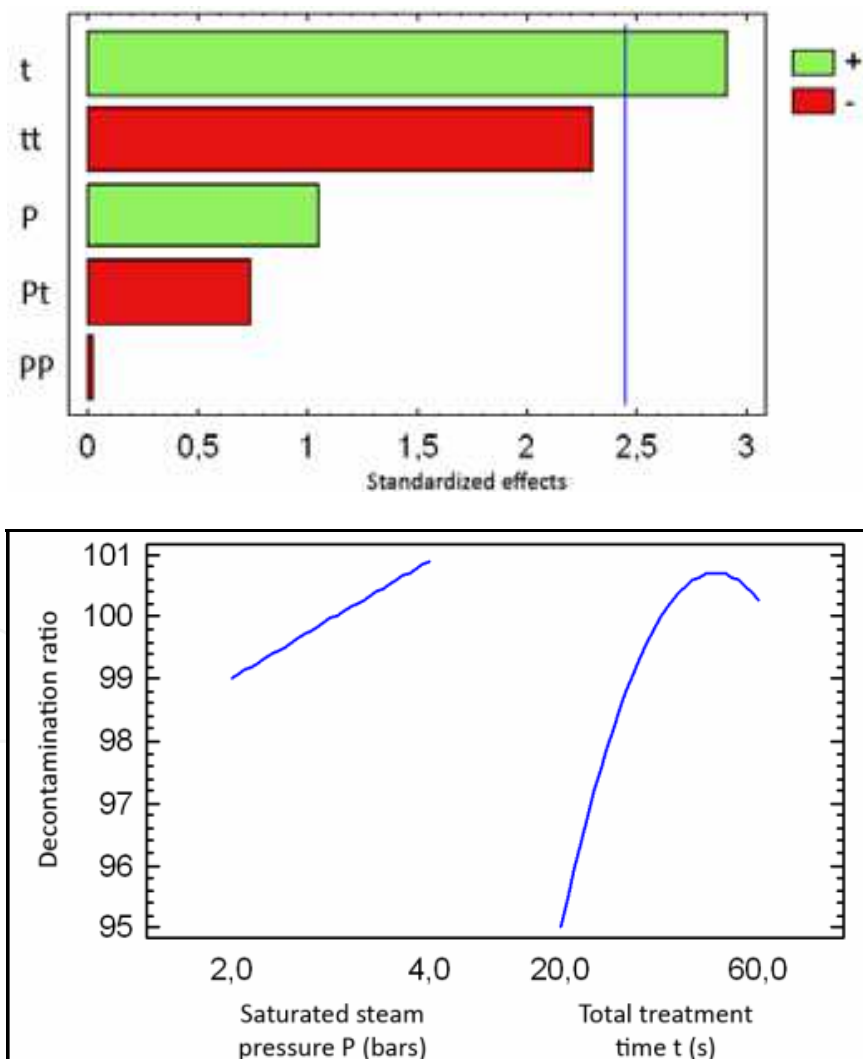 t
+
tt
-
P
Pt
PP
0 0,5 1 1,5 2 2,5 3
Standardized effects
Decontamination ratio
101
100
99
98
97
96
95
2,0 4,0 20,0 60,0
Saturated steam Total treatment
pressure P (bars) time t (s)